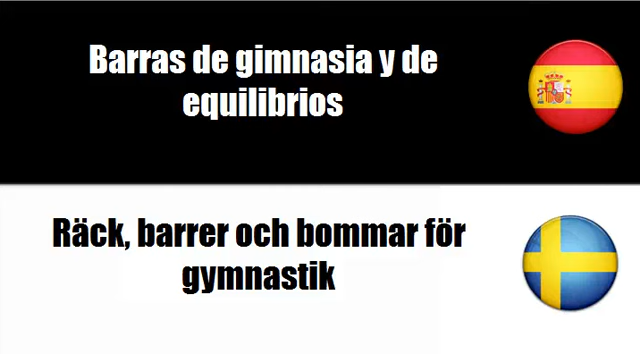 Barras de gimnasia y de
equilibrios
Räck, barrer och bommar för
gymnastik